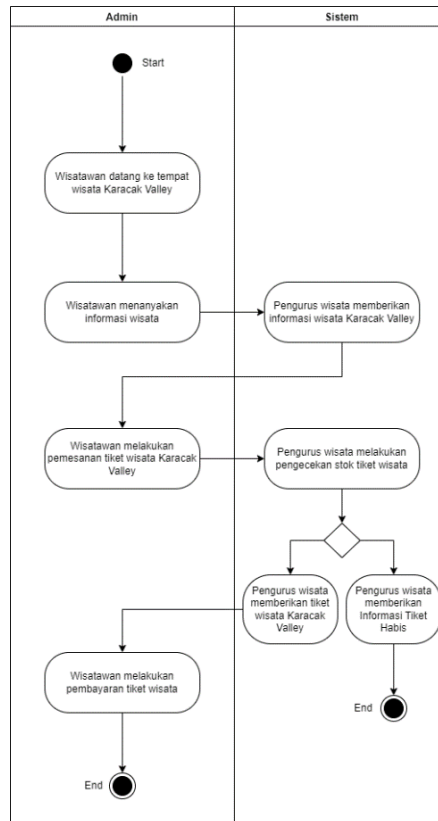 Admin
Sistem
Start
Wisatawan datang ke tempat
wisata Karacak Valley
Wisatawan menanyakan
informasi wisata
Pengurus wisata memberikan
informasi wisata Karacak Valley
Wisatawan melakukan
pemesanan tiket wisata Karacak
Valley
Pengurus wisata melakukan
pengecekan stok tiket wisata
Pengurus wisata
memberikan tiket
wisata Karacak
Valley
Pengurus wisata
memberikan
Informasi Tiket
Habis
Wisatawan melakukan
pembayaran tiket wisata
End
End